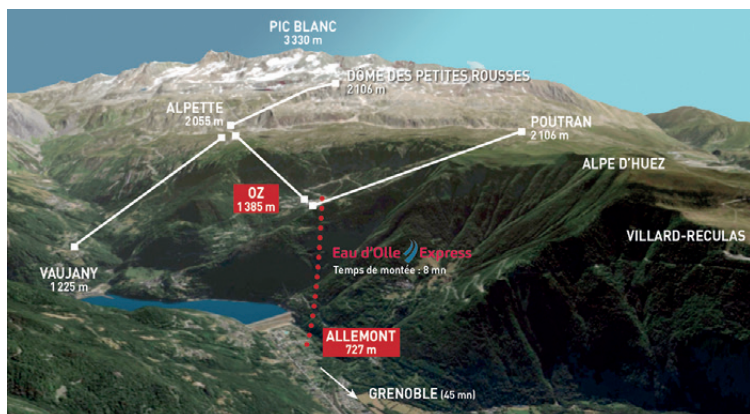 PIC BLANC
3 330 m
DÔME DES PETITES ROUSSES
2 106 m
ALPETTE
2 055 m
POUTRAN
2 106 m
ALPE D'HUEZ
OZ
1 385 m
VILLARD-RECULAS
Eau d'Olle Express
Temps de montée : 8 mn
VAUJANY
1 225 m
ALLEMONT
727 m
GRENOBLE (45 mn)